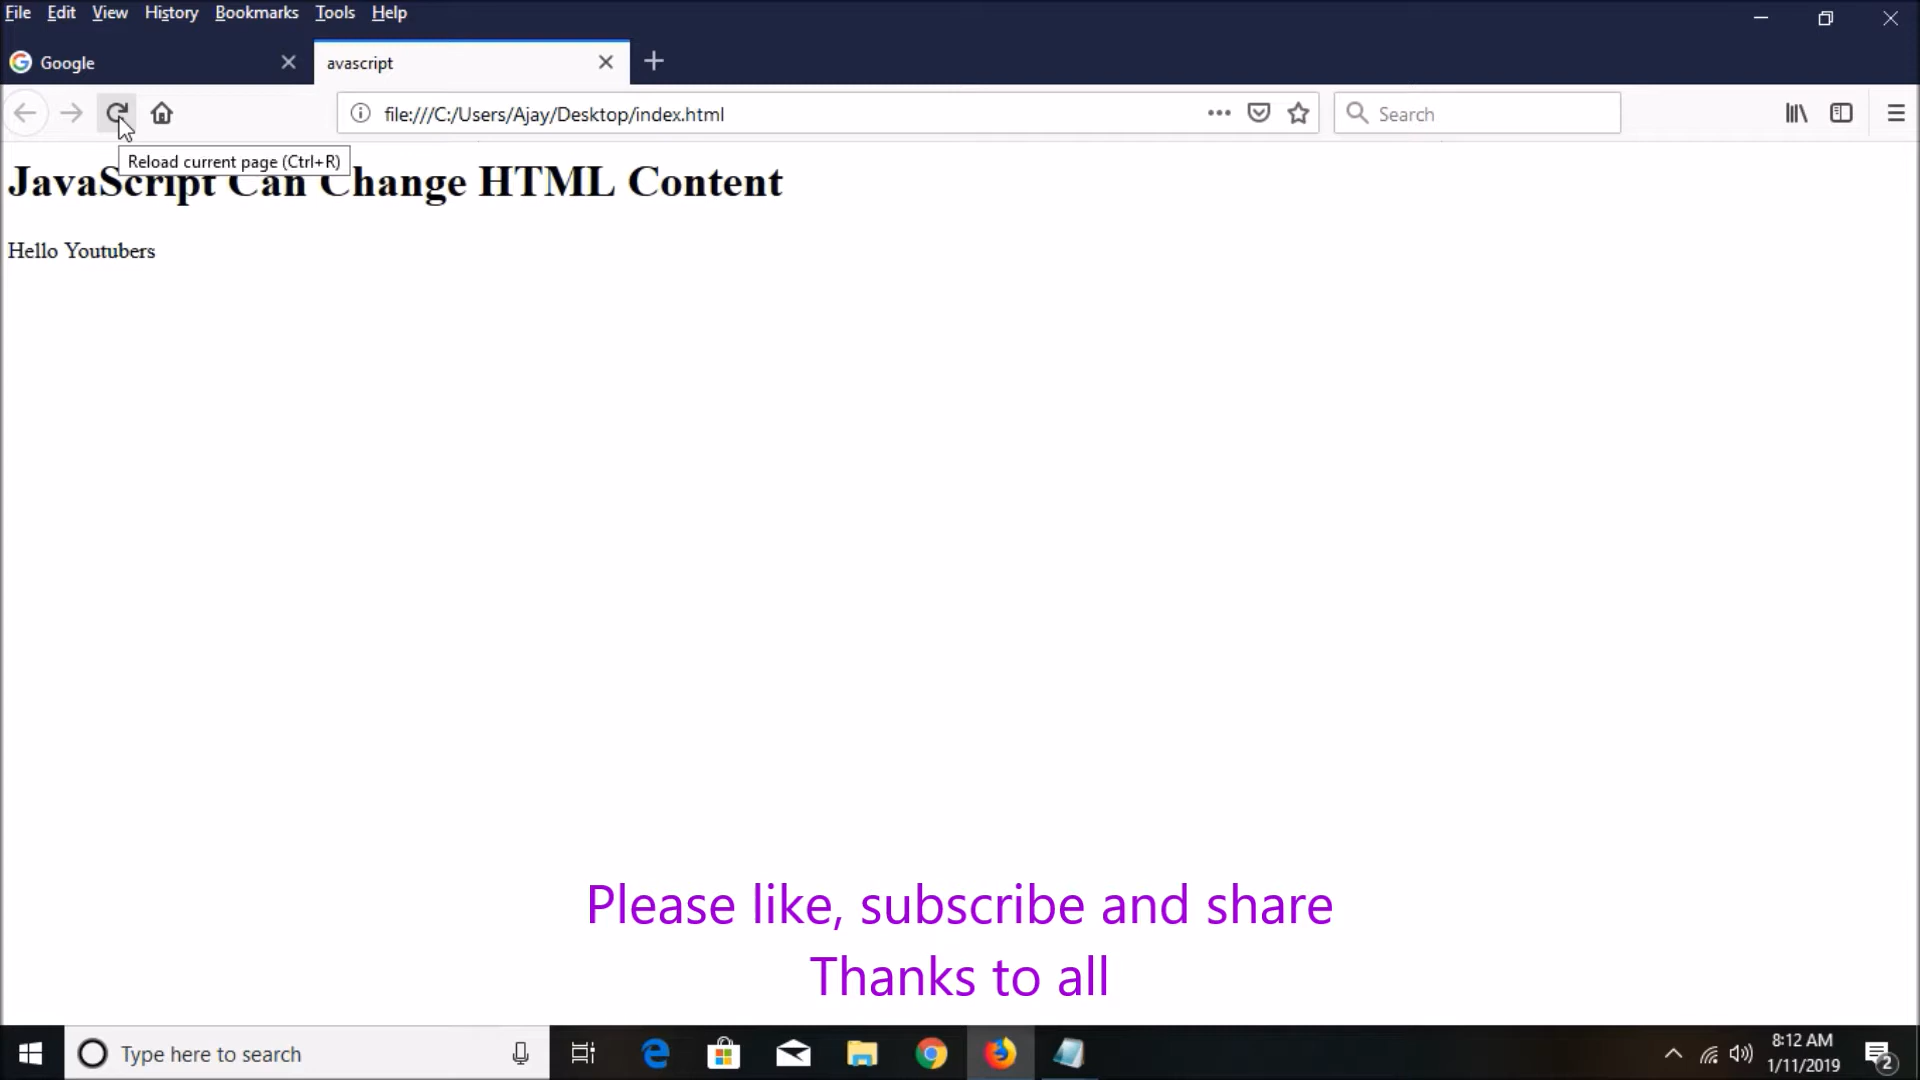 File Edit View History Bookmarks Tools Help
Google
avascript
file:///C:/Users/Ajay/Desktop/index.html
Search
Reload current page (Ctrl+R)
JavaScript Can Change HTML Content
Hello Youtubers
Please like, subscribe and share
Thanks to all
Type here to search
8:12 AM
1/11/2019
2